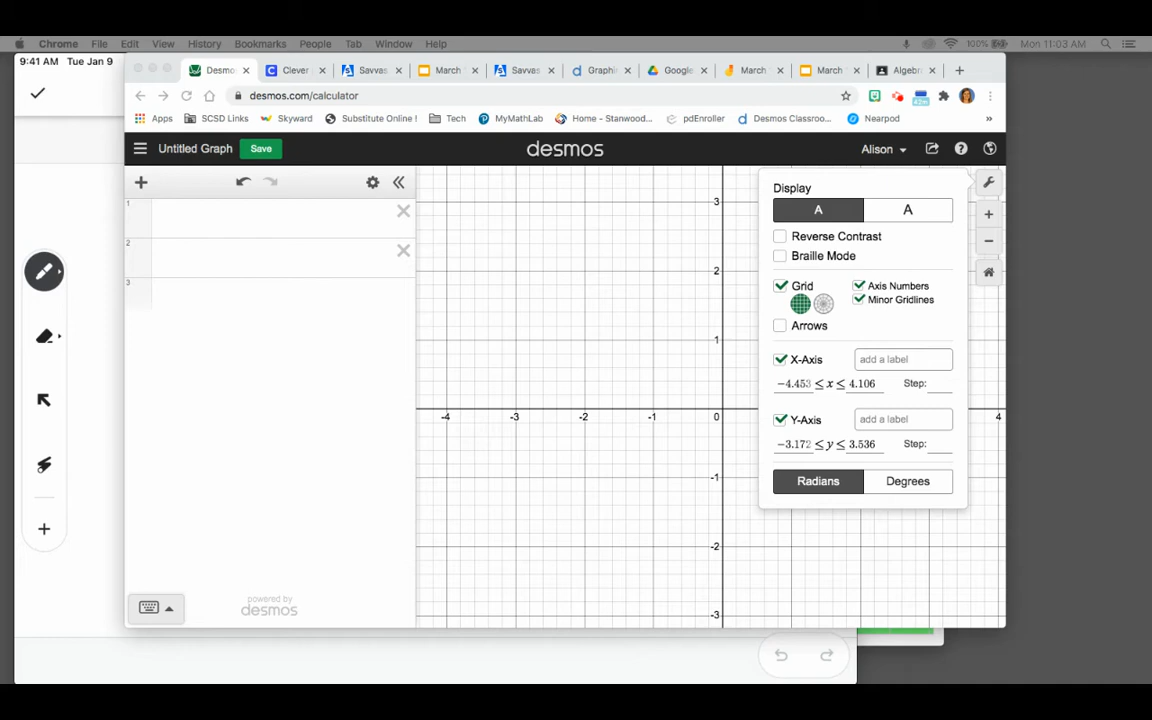 Chrome File Edit View History Bookmarks People Tab Window Help 100% Mon 11:03 AM
9:41 AM Tue Jan 9
Desmo Clever Savvas March Savvas Graphi Google March March Algebra
desmos.com/calculator
Apps SCSD Links Skyward Substitute Online ! Tech MyMathLab Home - Stanwood... pdEnroller Desmos Classroo... Nearpod »
Untitled Graph Save desmos Alison
1
2
3
Display
A A
Reverse Contrast
Braille Mode
Grid Axis Numbers
Minor Gridlines
Arrows
X-Axis add a label
−4.453 ≤ x ≤ 4.106 Step:
Y-Axis add a label
−3.172 ≤ y ≤ 3.536 Step:
Radians Degrees
3
2
1
-4 -3 -2 -1 0 4
-1
-2
-3
powered by
desmos